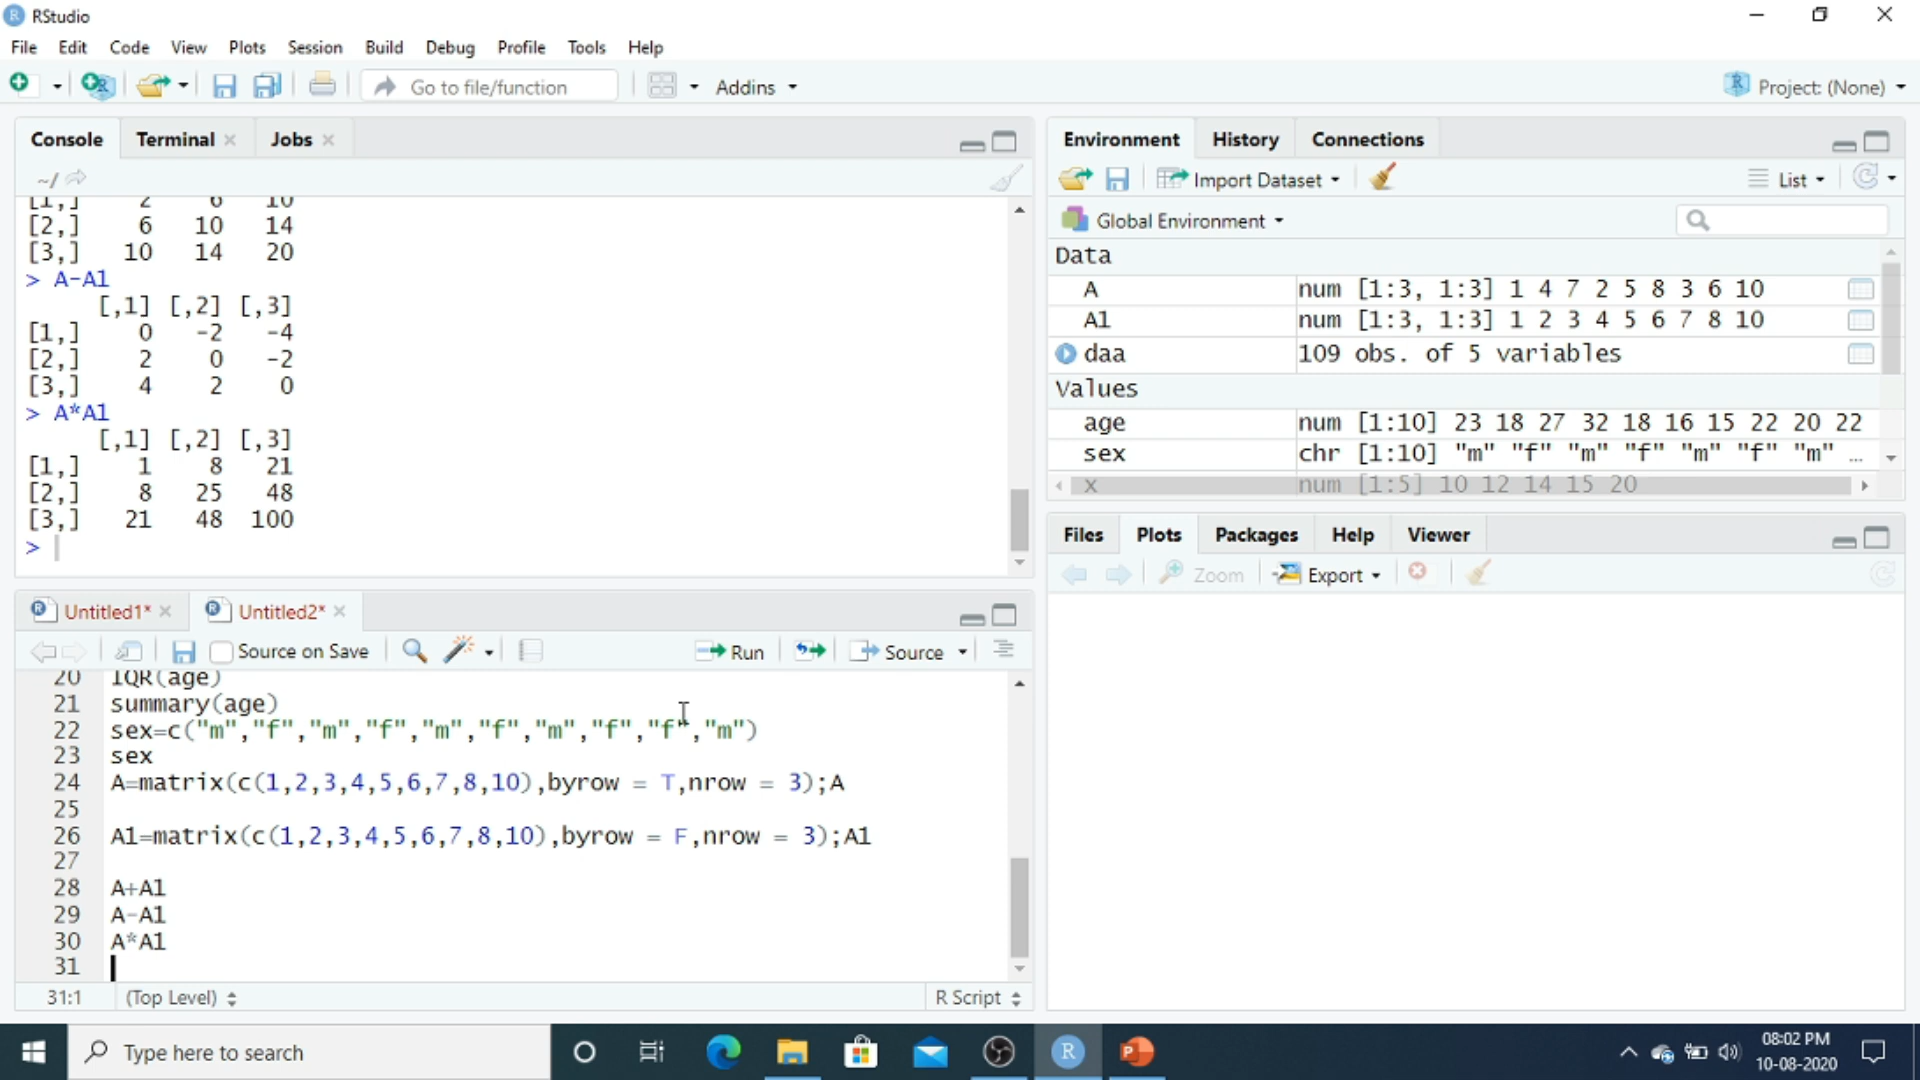 RStudio
File Edit Code View Plots Session Build Debug Profile Tools Help
Go to file/function Addins Project: (None)
Console Terminal Jobs
~/
[1,] 2 6 10
[2,] 6 10 14
[3,] 10 14 20
> A-A1
[,1] [,2] [,3]
[1,] 0 -2 -4
[2,] 2 0 -2
[3,] 4 2 0
> A*A1
[,1] [,2] [,3]
[1,] 1 8 21
[2,] 8 25 48
[3,] 21 48 100
>
Untitled1* Untitled2*
Source on Save Run Source
20 IQR(age)
21 summary(age)
22 sex=c("m","f","m","f","m","f","m","f","f","m")
23 sex
24 A=matrix(c(1,2,3,4,5,6,7,8,10),byrow = T,nrow = 3);A
25
26 A1=matrix(c(1,2,3,4,5,6,7,8,10),byrow = F,nrow = 3);A1
27
28 A+A1
29 A-A1
30 A*A1
31
31:1 (Top Level) R Script
Environment History Connections
Import Dataset List
Global Environment
Data
A num [1:3, 1:3] 1 4 7 2 5 8 3 6 10
A1 num [1:3, 1:3] 1 2 3 4 5 6 7 8 10
daa 109 obs. of 5 variables
Values
age num [1:10] 23 18 27 32 18 16 15 22 20 22
sex chr [1:10] "m" "f" "m" "f" "m" "f" "m" ...
x num [1:5] 10 12 14 15 20
Files Plots Packages Help Viewer
Zoom Export
Type here to search
08:02 PM
10-08-2020